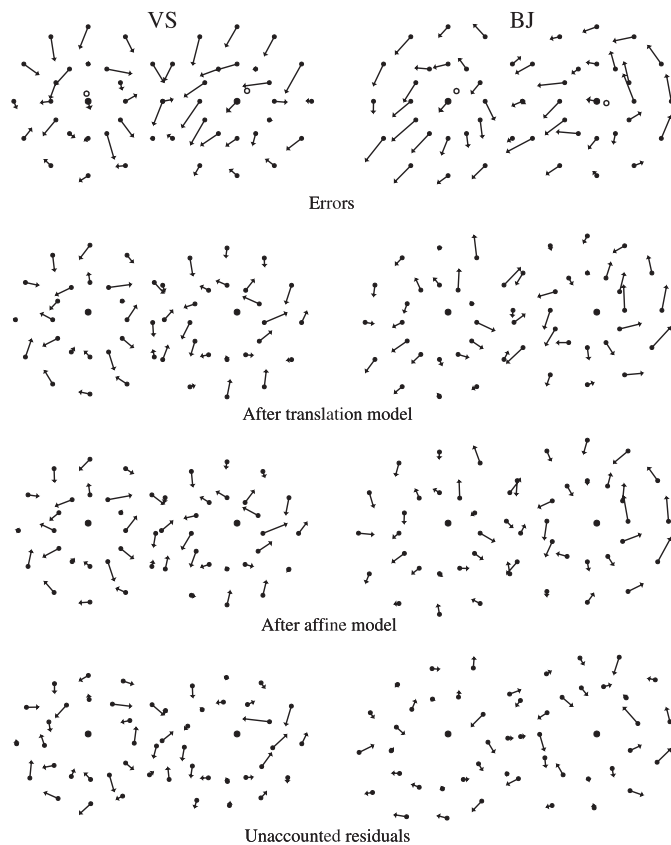 VS BJ
Errors
After translation model
After affine model
Unaccounted residuals